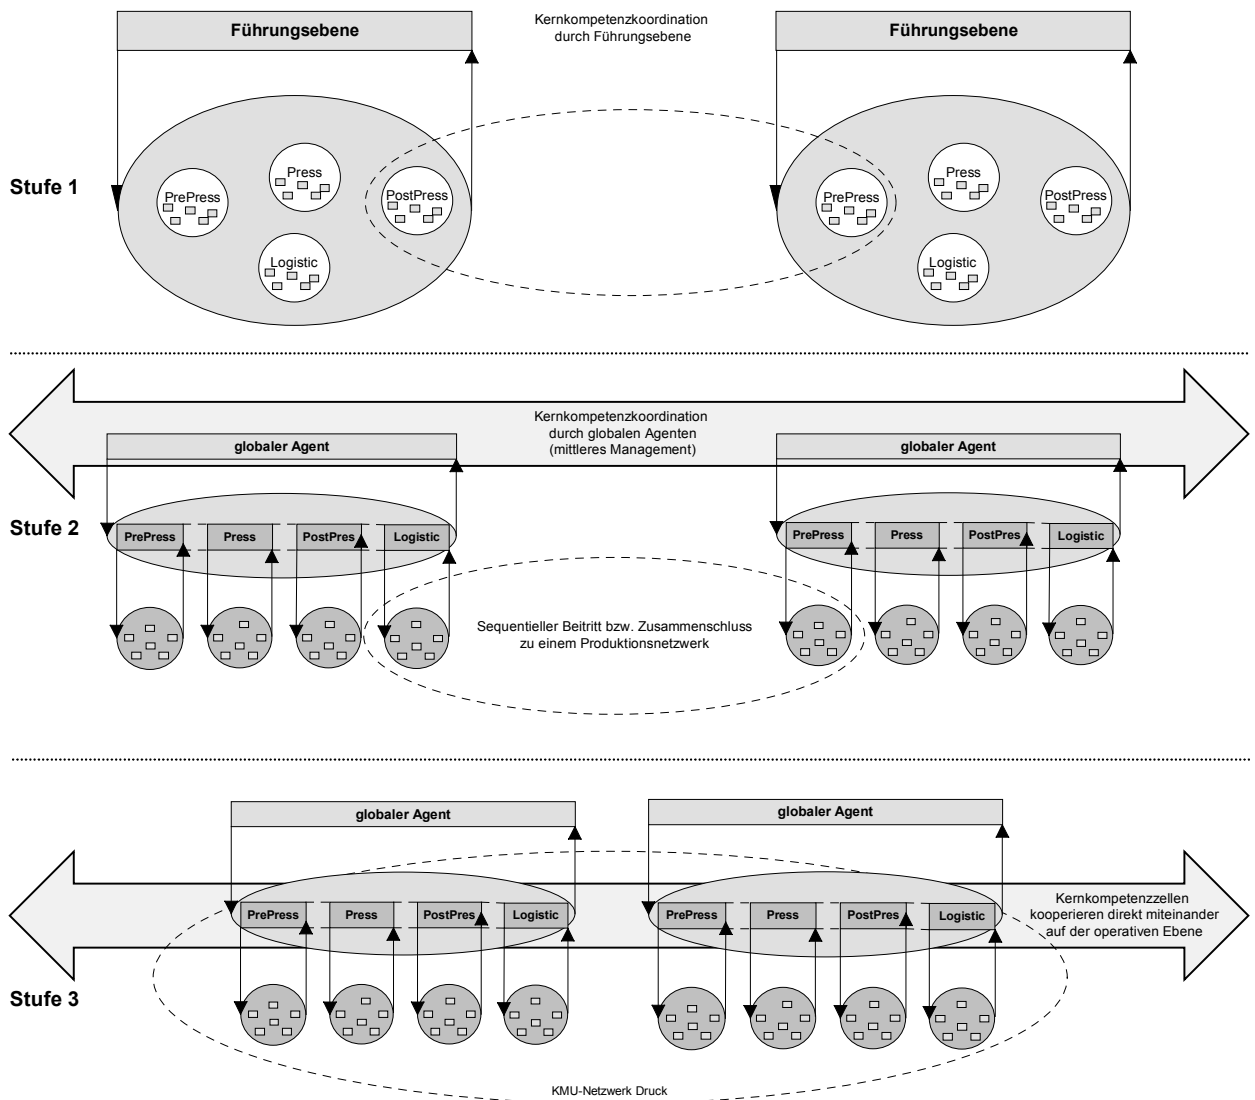 Führungsebene
Kernkompetenzkoordination
durch Führungsebene
Führungsebene
Stufe 1
PrePress
Press
PostPress
Logistic
PrePress
Press
PostPress
Logistic
Kernkompetenzkoordination
durch globalen Agenten
(mittleres Management)
globaler Agent
globaler Agent
Stufe 2
PrePress
Press
PostPres
Logistic
PrePress
Press
PostPres
Logistic
Sequentieller Beitritt bzw. Zusammenschluss
zu einem Produktionsnetzwerk
globaler Agent
globaler Agent
PrePress
Press
PostPres
Logistic
PrePress
Press
PostPres
Logistic
Kernkompetenzzellen
kooperieren direkt miteinander
auf der operativen Ebene
Stufe 3
KMU-Netzwerk Druck